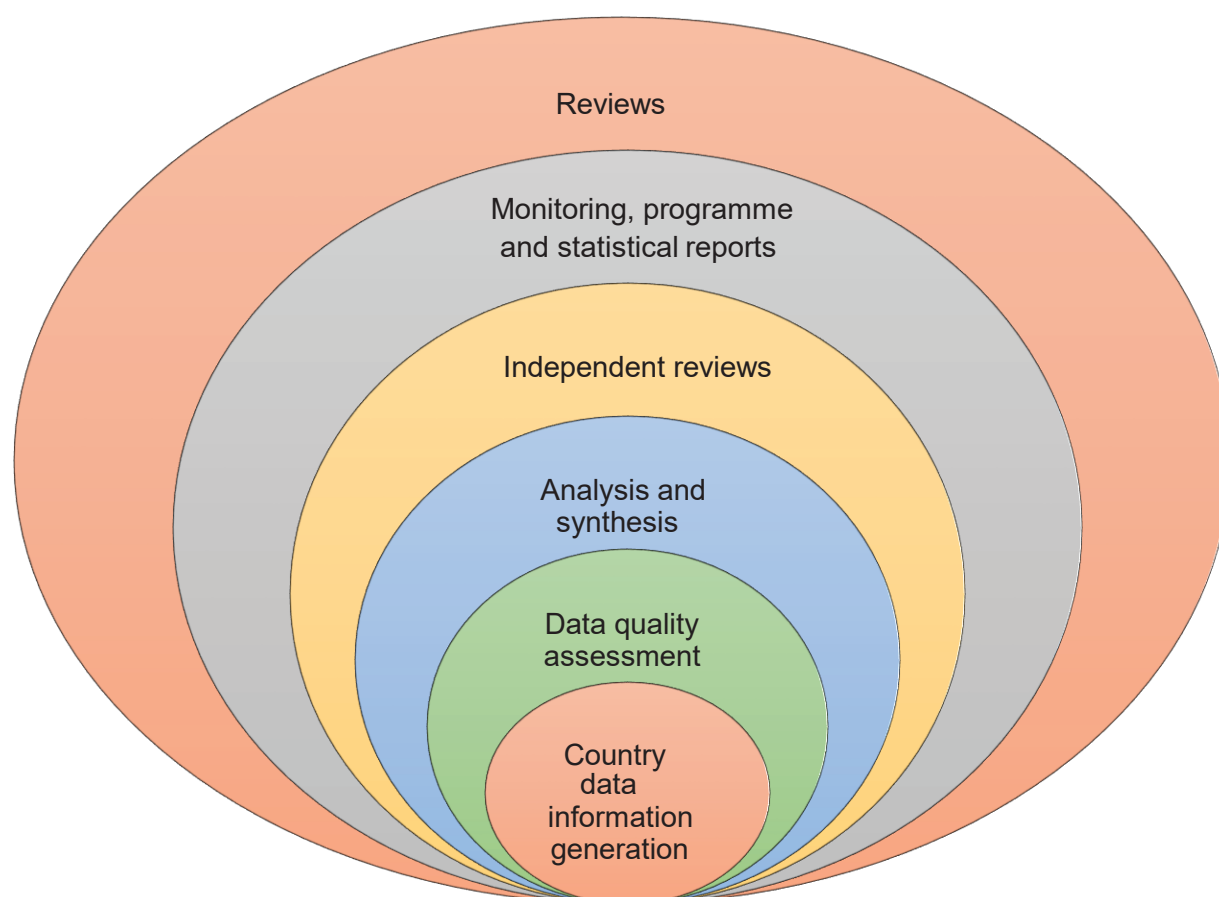 Reviews
Monitoring, programme
and statistical reports
Independent reviews
Analysis and
synthesis
Data quality
assessment
Country
data
information
generation